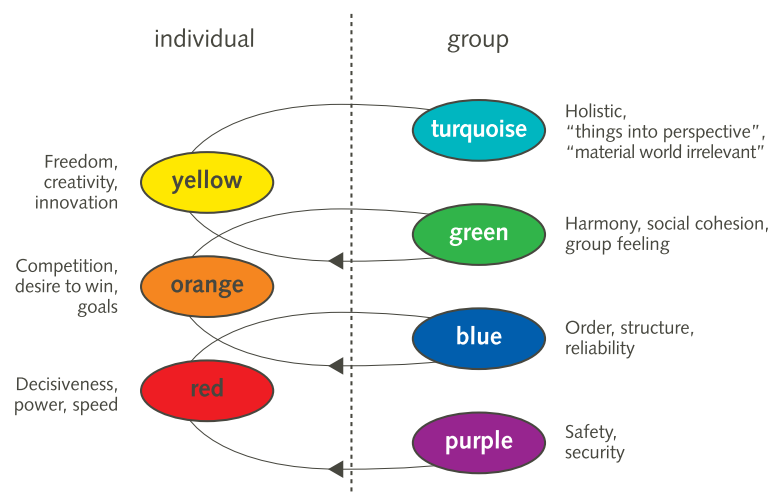 individual
group
turquoise
Holistic,
“things into perspective”,
“material world irrelevant”
Freedom,
creativity,
innovation
yellow
green
Harmony, social cohesion,
group feeling
Competition,
desire to win,
goals
orange
blue
Order, structure,
reliability
Decisiveness,
power, speed
red
purple
Safety,
security